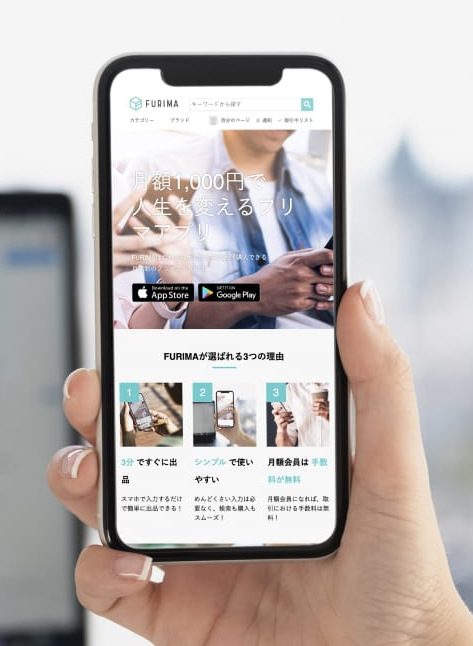 FURIMA
キーワードから探す
カテゴリー ブランド 自分のページ 通知 取引中リスト
月額1,000円で
人生を変えるフリ
マアプリ
Download on the
App Store
GET IT ON
Google Play
FURIMAが選ばれる3つの理由
1 2 3
3分ですぐに出
品
スマホで入力するだけ
で簡単に出品できる!
シンプルで使い
やすい
めんどくさい入力は必
要なく、検索も購入も
スムーズ!
月額会員は手数
料が無料
月額会員になれば、取
引における手数料は無
料!